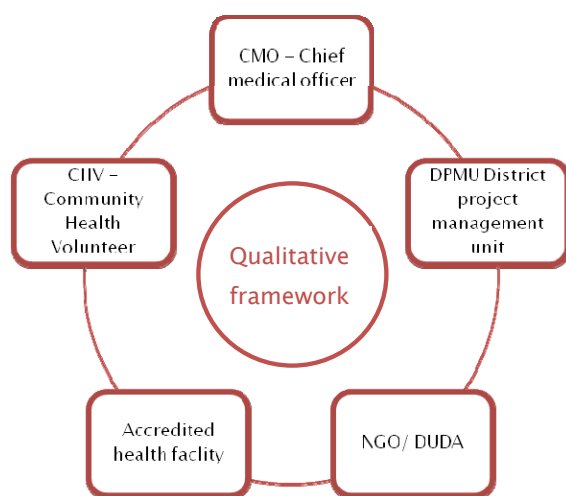 CMO – Chief
medical officer
DPMU District
project
management
unit
NGO/ DUDA
Accredited
health faclity
CHV –
Community
Health
Volunteer
Qualitative
framework